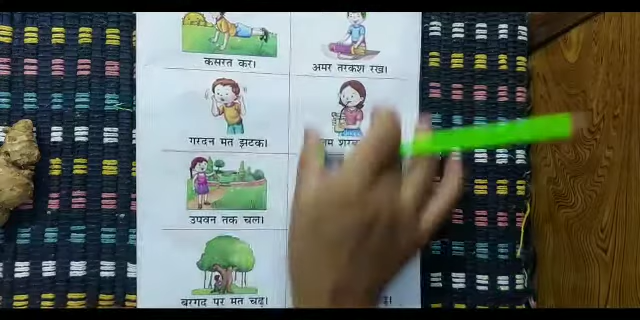 कसरत कर।
अमर तरकश रख।
गरदन मत झटक।
उपवन तक चल।
बरगद पर मत चढ़।